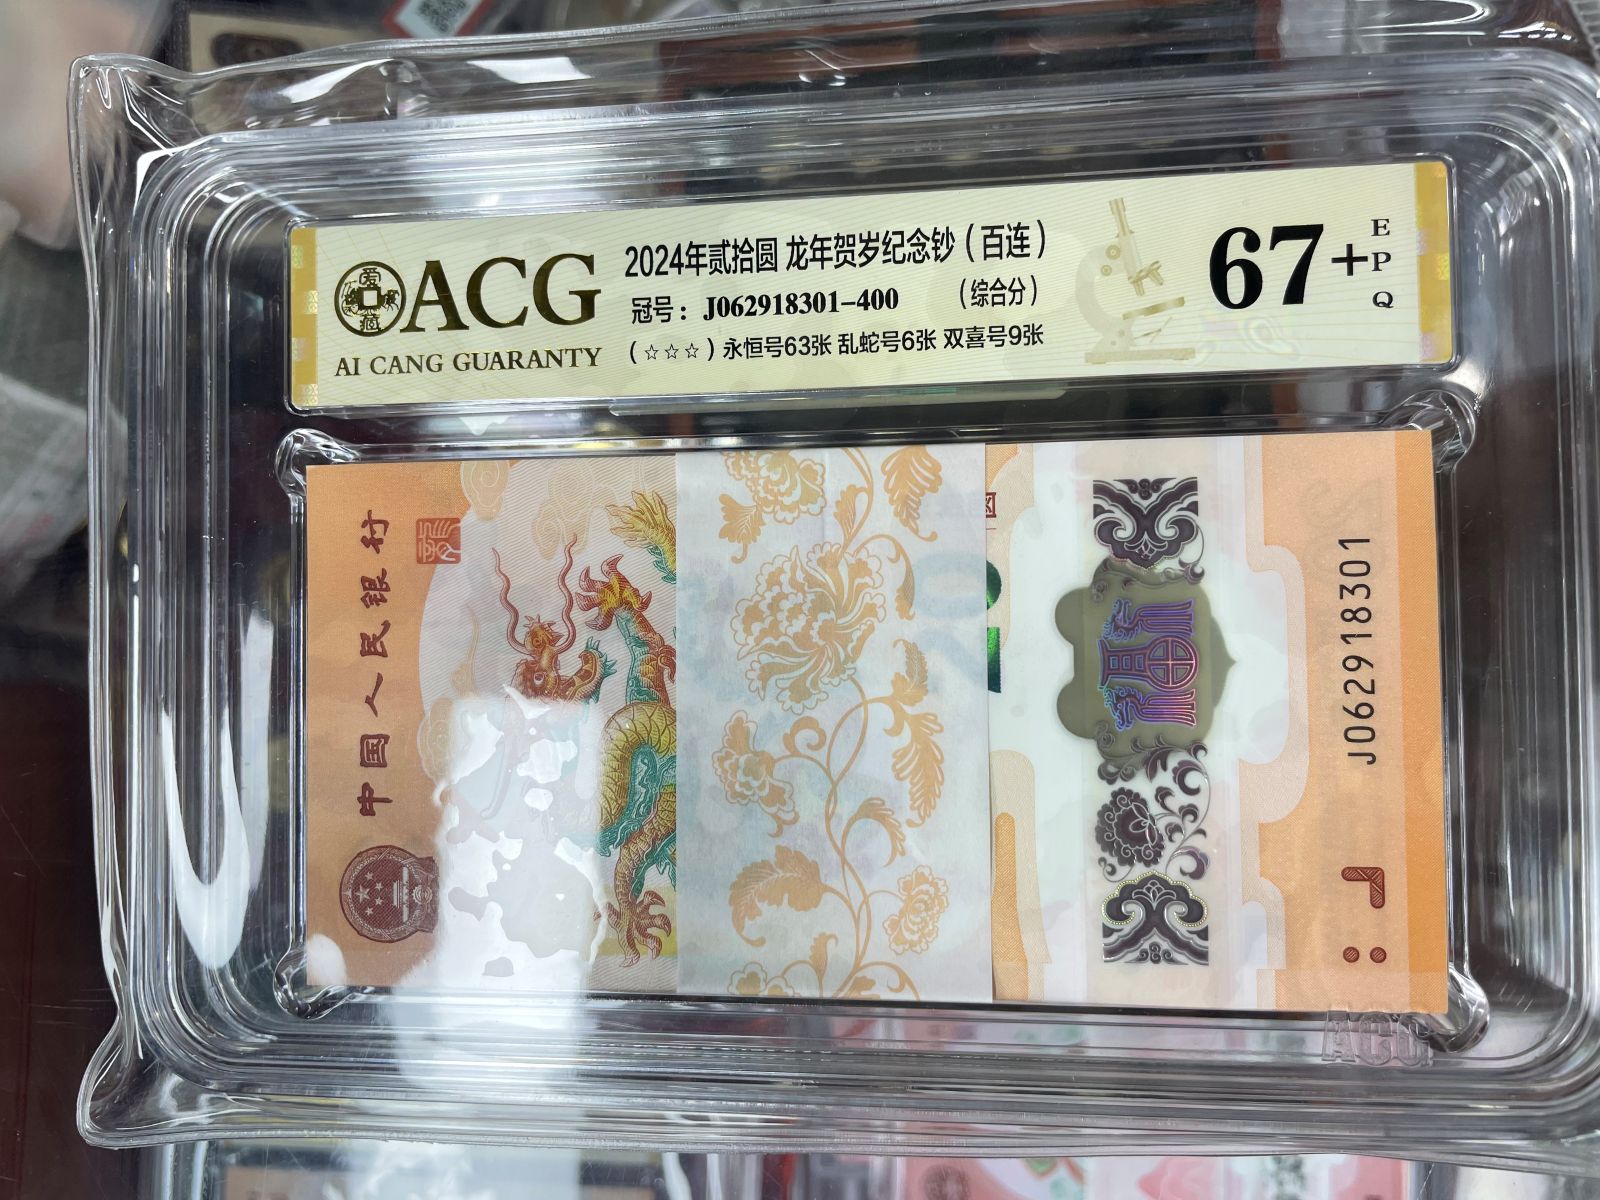 ACG
AI CANG GUARANTY
2024年贰拾圆 龙年贺岁纪念钞（百连）
冠号：J062918301-400 （综合分）
（☆☆☆）永恒号63张 乱蛇号6张 双喜号9张
67+
EPQ
中国人民银行
20
J062918301
ACG